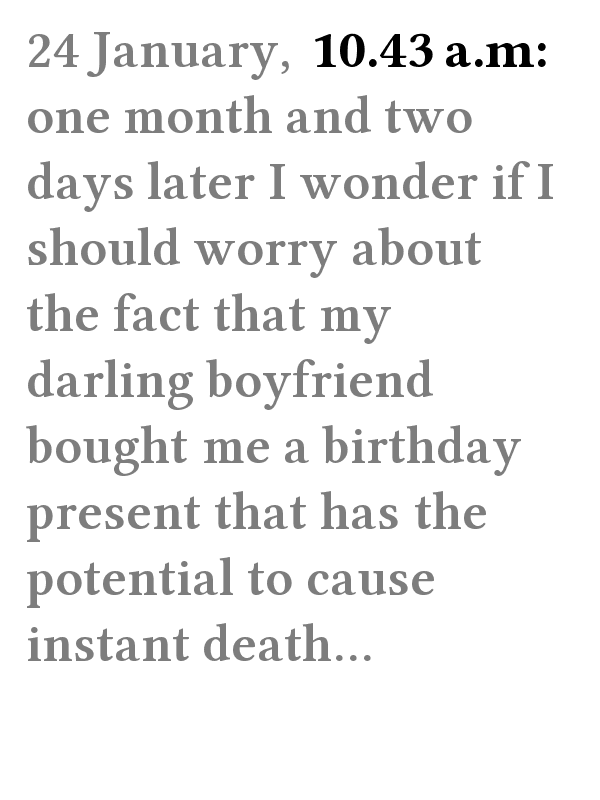 24 January, 10.43 a.m:
one month and two
days later I wonder if I
should worry about
the fact that my
darling boyfriend
bought me a birthday
present that has the
potential to cause
instant death...